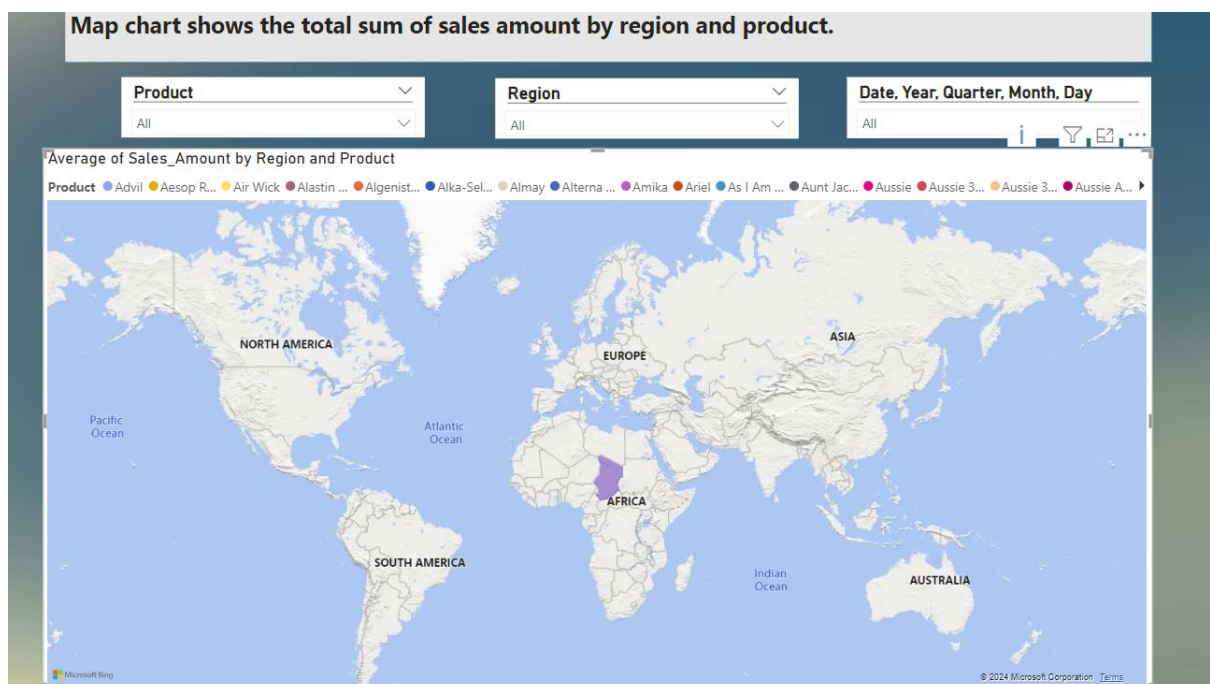 Map chart shows the total sum of sales amount by region and product.
Product
All
Region
All
Date, Year, Quarter, Month, Day
All
Average of Sales_Amount by Region and Product
Product Advil Aesop R... Air Wick Alastin ... Algenist... Alka-Sel... Almay Alterna ... Amika Ariel As I Am ... Aunt Jac... Aussie Aussie 3... Aussie 3... Aussie A...
NORTH AMERICA
EUROPE
ASIA
Pacific
Ocean
Atlantic
Ocean
AFRICA
SOUTH AMERICA
Indian
Ocean
AUSTRALIA
Microsoft Bing
© 2024 Microsoft Corporation Terms